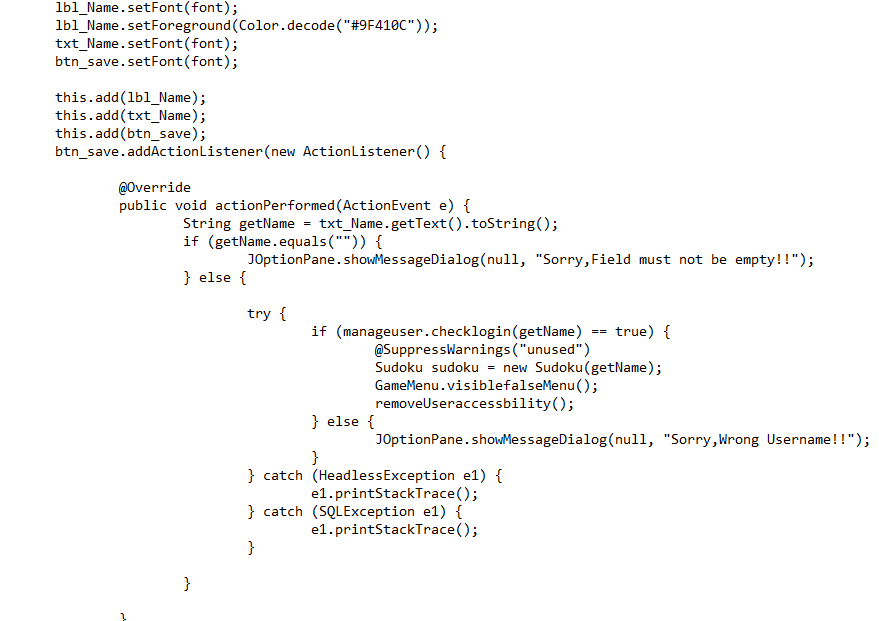 lbl_Name.setFont(font);
lbl_Name.setForeground(Color.decode("#9F410C"));
txt_Name.setFont(font);
btn_save.setFont(font);
this.add(lbl_Name);
this.add(txt_Name);
this.add(btn_save);
btn_save.addActionListener(new ActionListener() {
@Override
public void actionPerformed(ActionEvent e) {
String getName = txt_Name.getText().toString();
if (getName.equals("")) {
JOptionPane.showMessageDialog(null, "Sorry,Field must not be empty!!");
} else {
try {
if (manageuser.checklogin(getName) == true) {
@SuppressWarnings("unused")
Sudoku sudoku = new Sudoku(getName);
GameMenu.visiblefalseMenu();
removeUseraccessbility();
} else {
JOptionPane.showMessageDialog(null, "Sorry,Wrong Username!!");
}
} catch (HeadlessException e1) {
e1.printStackTrace();
} catch (SQLException e1) {
e1.printStackTrace();
}
}
}